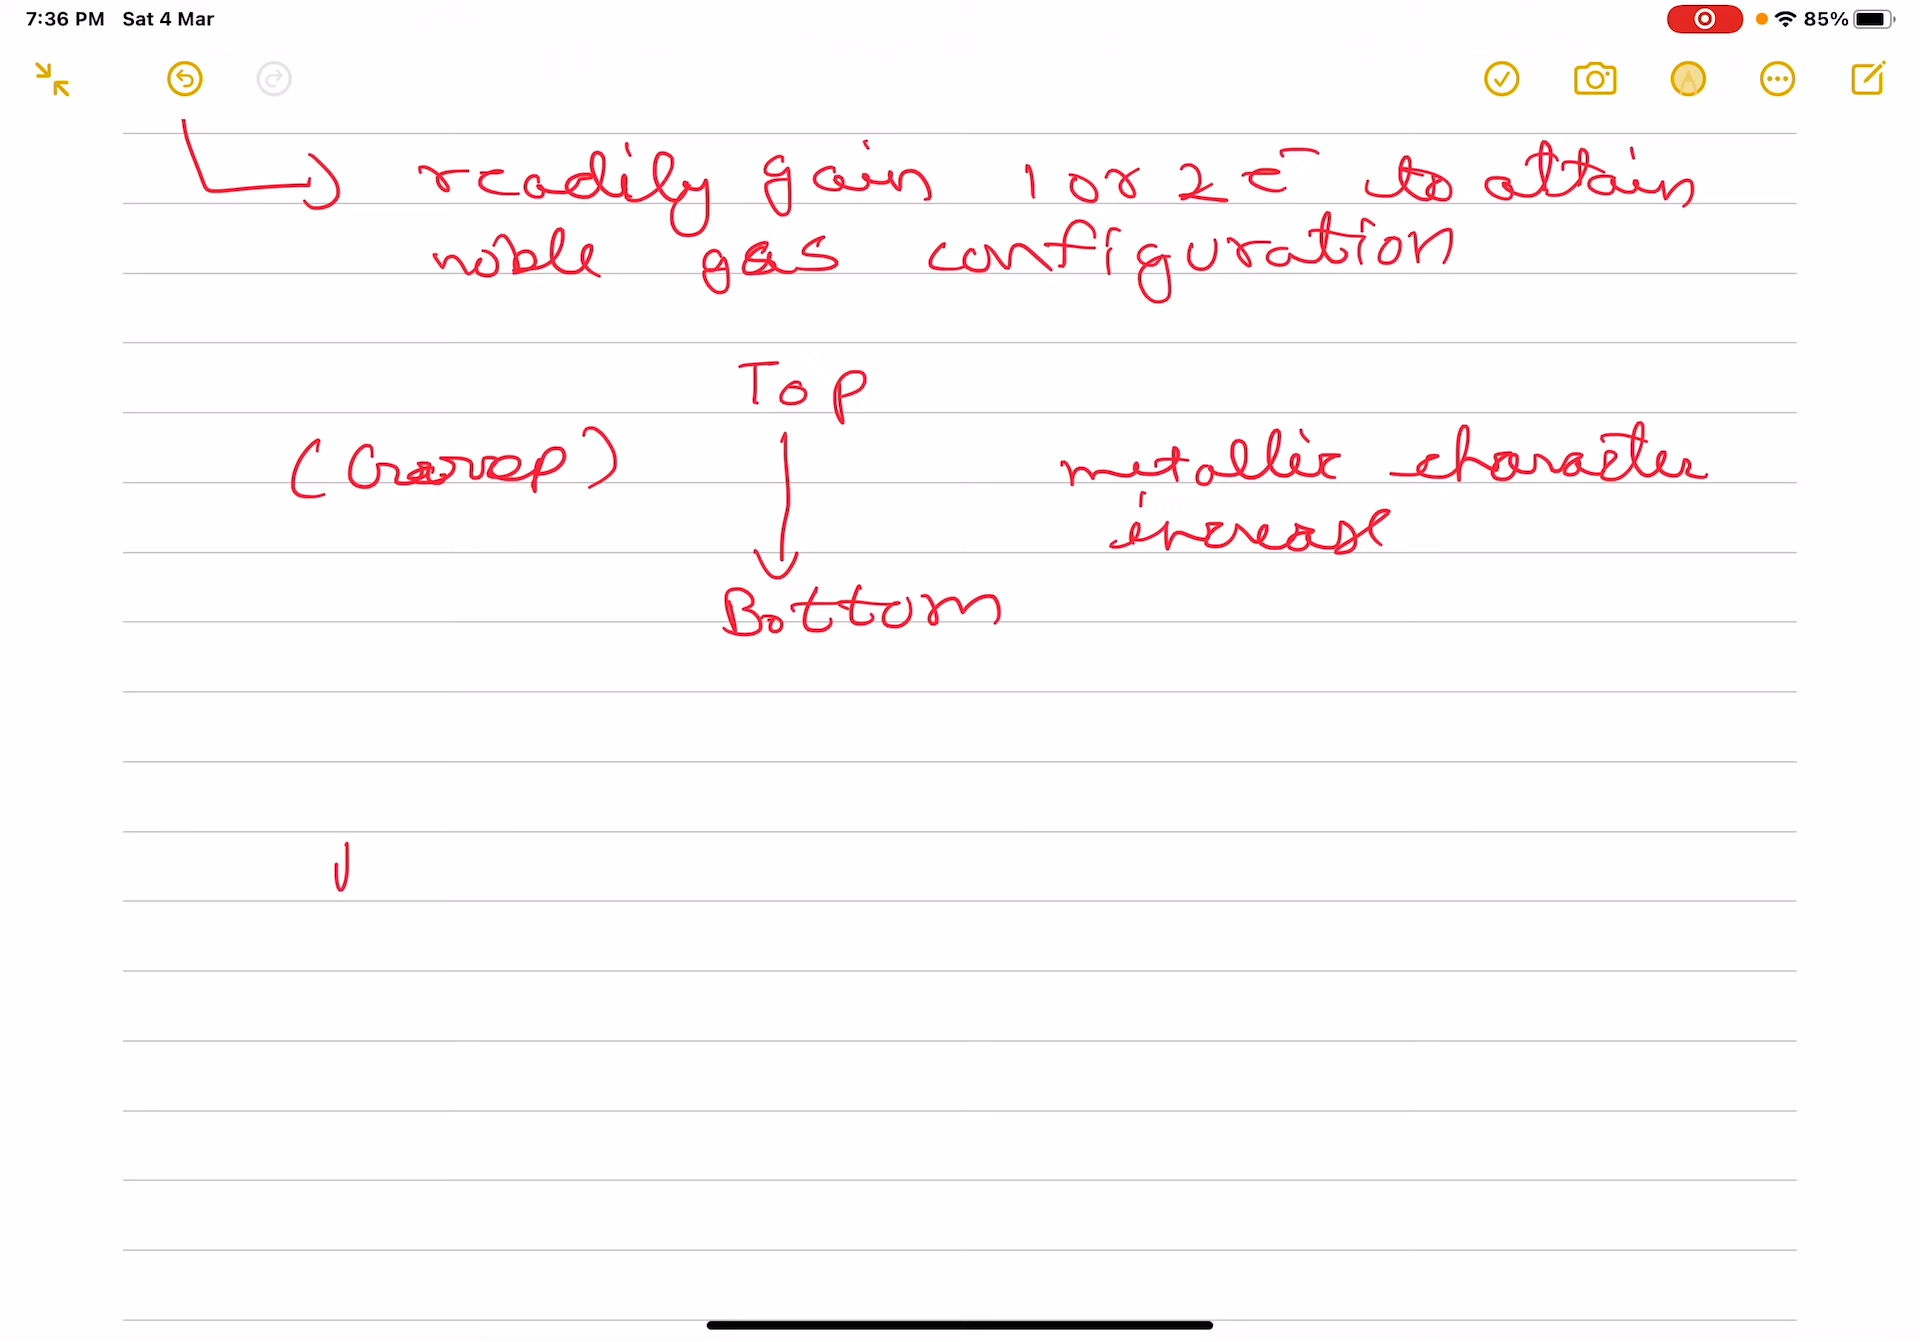 7:36 PM Sat 4 Mar 85%
readily gain 1 or 2 e⁻ to attain
noble gas configuration
Top
(Group) metallic character
increase
Bottom